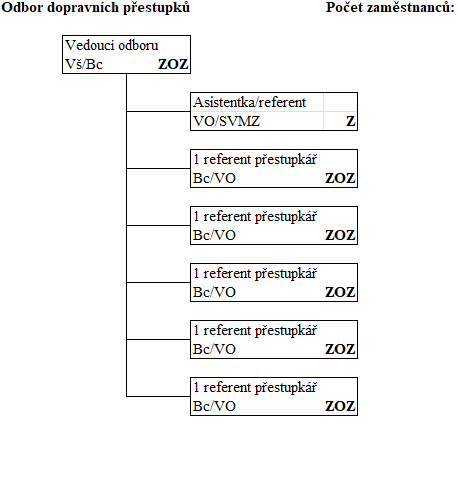 Odbor dopravních přestupků Počet zaměstnanců:
Vedoucí odboru
Vš/Bc ZOZ
Asistentka/referent
VO/SVMZ Z
1 referent přestupkář
Bc/VO ZOZ
1 referent přestupkář
Bc/VO ZOZ
1 referent přestupkář
Bc/VO ZOZ
1 referent přestupkář
Bc/VO ZOZ
1 referent přestupkář
Bc/VO ZOZ